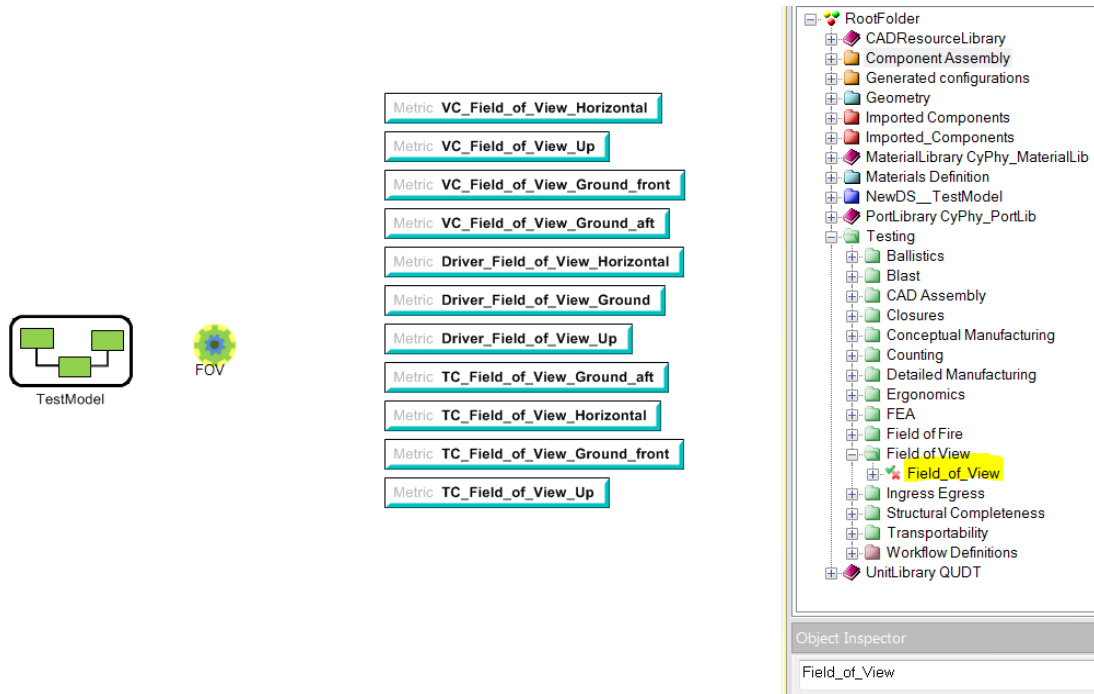 Metric VC_Field_of_View_Horizontal
Metric VC_Field_of_View_Up
Metric VC_Field_of_View_Ground_front
Metric VC_Field_of_View_Ground_aft
Metric Driver_Field_of_View_Horizontal
Metric Driver_Field_of_View_Ground
Metric Driver_Field_of_View_Up
Metric TC_Field_of_View_Ground_aft
Metric TC_Field_of_View_Horizontal
Metric TC_Field_of_View_Ground_front
Metric TC_Field_of_View_Up
TestModel
FOV
RootFolder
CADResourceLibrary
Component Assembly
Generated configurations
Geometry
Imported Components
Imported_Components
MaterialLibrary CyPhy_MaterialLib
Materials Definition
NewDS__TestModel
PortLibrary CyPhy_PortLib
Testing
Ballistics
Blast
CAD Assembly
Closures
Conceptual Manufacturing
Counting
Detailed Manufacturing
Ergonomics
FEA
Field of Fire
Field of View
Field_of_View
Ingress Egress
Structural Completeness
Transportability
Workflow Definitions
UnitLibrary QUDT
Object Inspector
Field_of_View